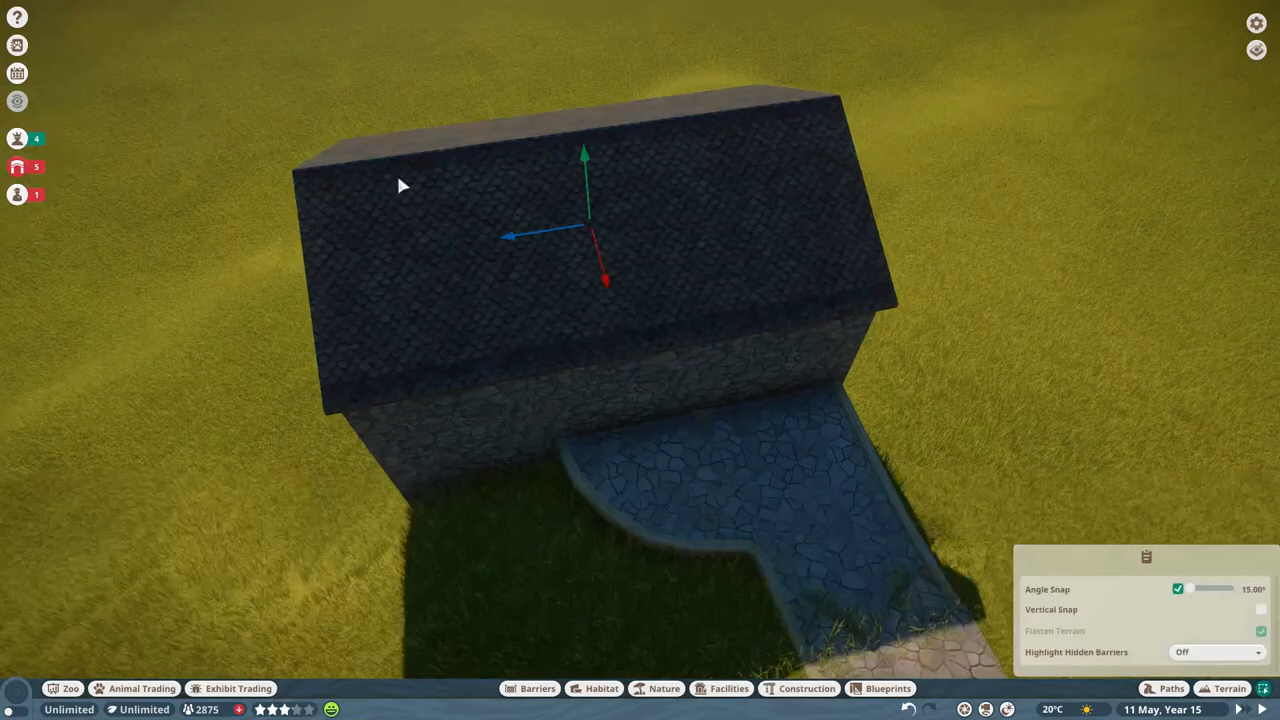 ?
4
5
1
Angle Snap 15.00°
Vertical Snap
Flatten Terrain
Highlight Hidden Barriers Off
Zoo Animal Trading Exhibit Trading Barriers Habitat Nature Facilities Construction Blueprints Paths Terrain
Unlimited Unlimited 2875 20°C 11 May, Year 15